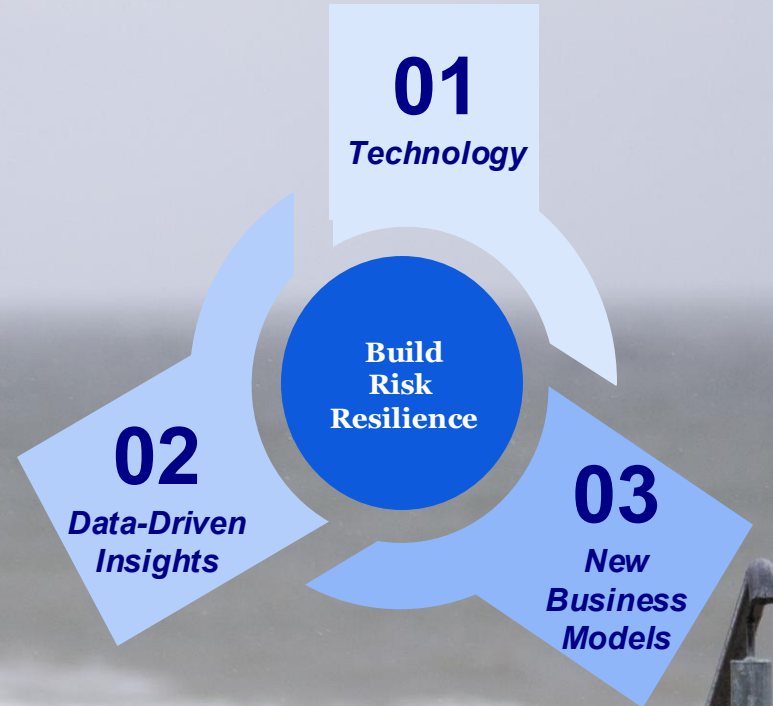 01
Technology
Build
Risk
Resilience
02
Data-Driven
Insights
03
New
Business
Models